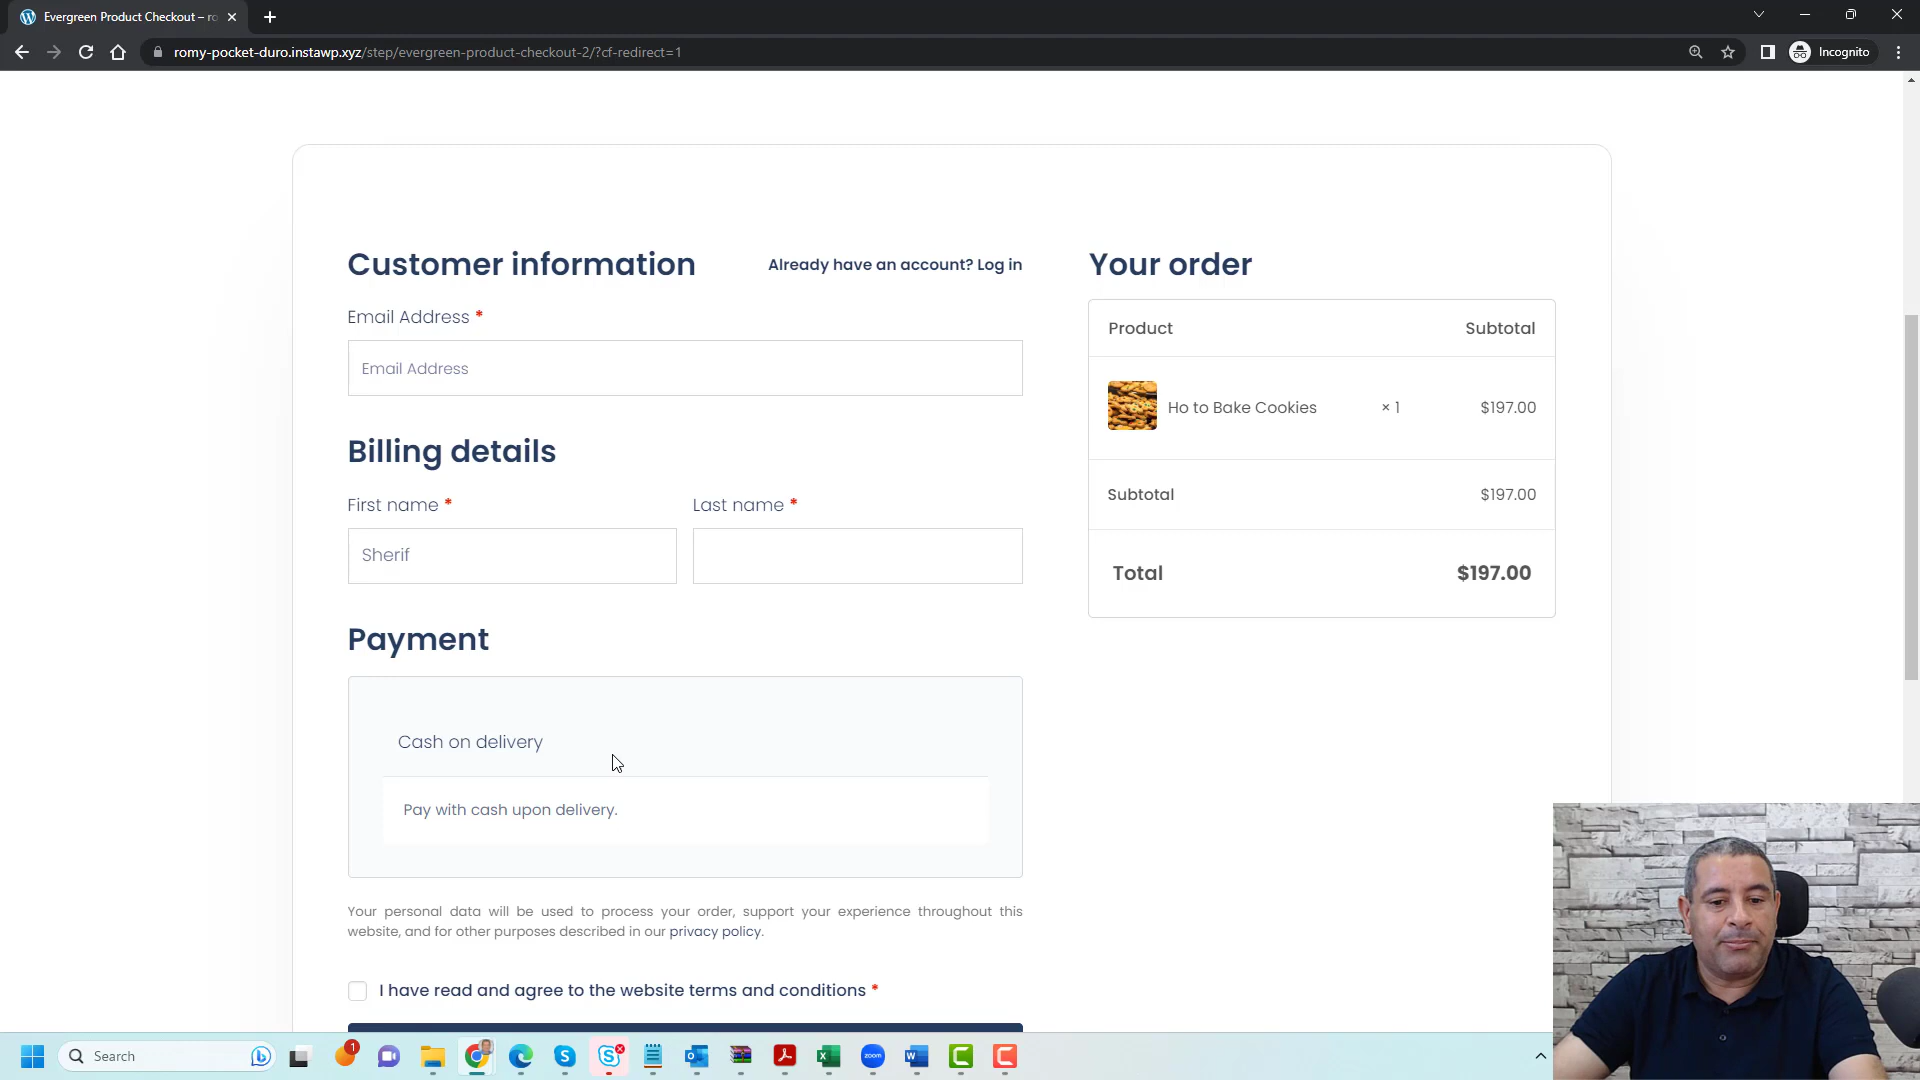 Evergreen Product Checkout – ro
romy-pocket-duro.instawp.xyz/step/evergreen-product-checkout-2/?cf-redirect=1
Incognito
Customer information
Already have an account? Log in
Email Address *
Email Address
Billing details
First name *
Last name *
Sherif
Payment
Cash on delivery
Pay with cash upon delivery.
Your personal data will be used to process your order, support your experience throughout this
website, and for other purposes described in our privacy policy.
I have read and agree to the website terms and conditions *
Your order
Product Subtotal
Ho to Bake Cookies × 1 $197.00
Subtotal $197.00
Total $197.00
Search
1
zoom